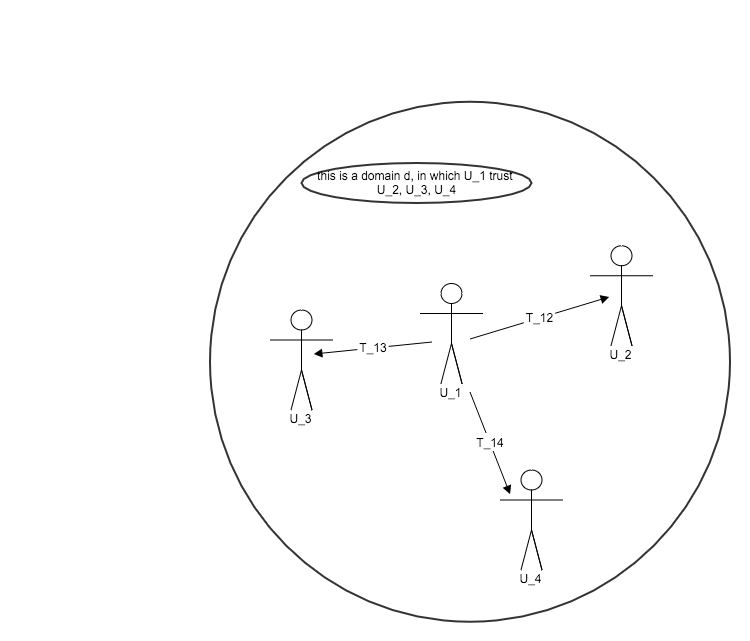 this is a domain d, in which U_1 trust
U_2, U_3, U_4
T_12
T_13
U_2
U_1
U_3
T_14
U_4